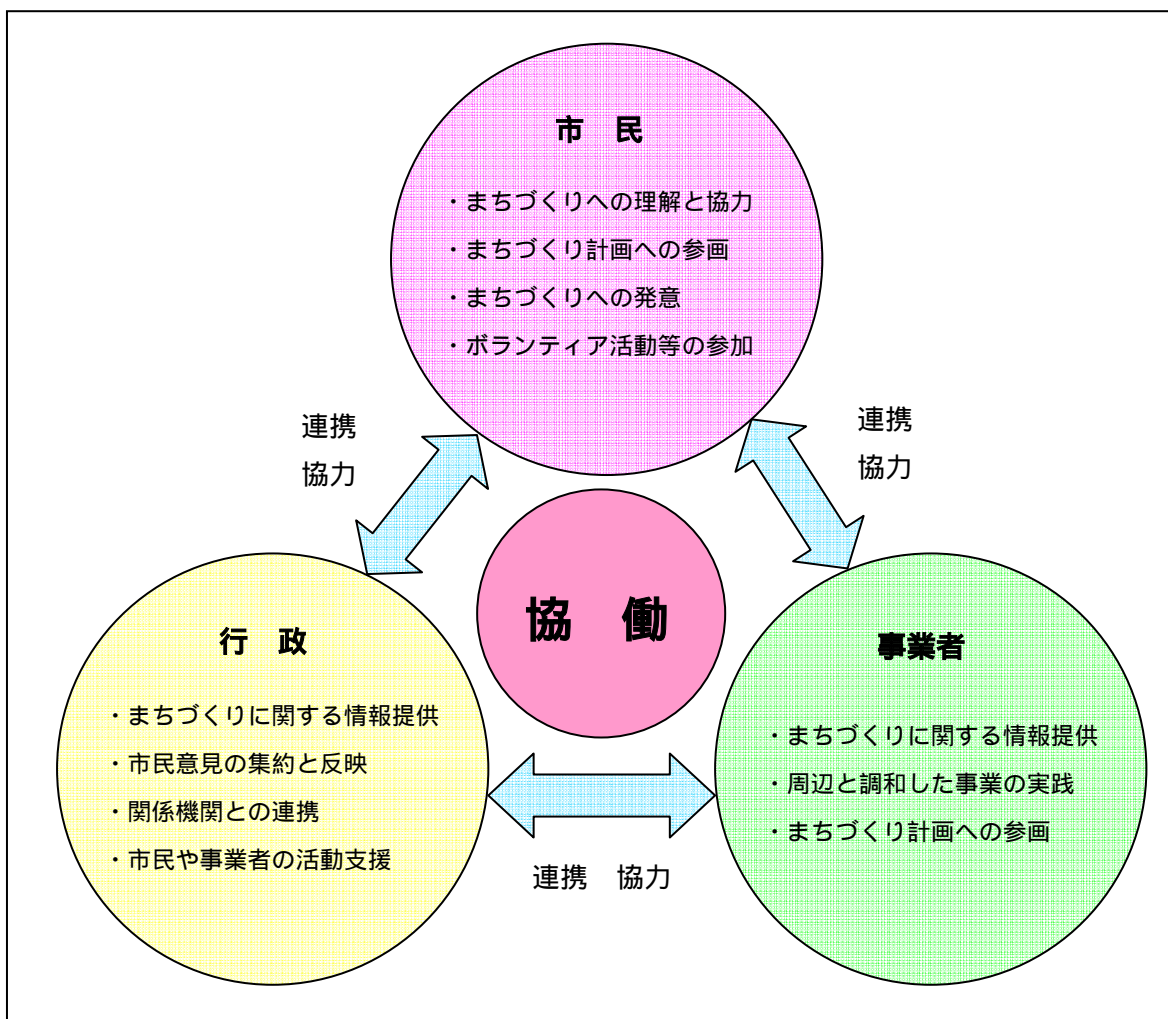 市　民
・まちづくりへの理解と協力
・まちづくり計画への参画
・まちづくりへの発意
・ボランティア活動等の参加
連携
協力
連携
協力
協　働
行　政
・まちづくりに関する情報提供
・市民意見の集約と反映
・関係機関との連携
・市民や事業者の活動支援
事業者
・まちづくりに関する情報提供
・周辺と調和した事業の実践
・まちづくり計画への参画
連携　協力